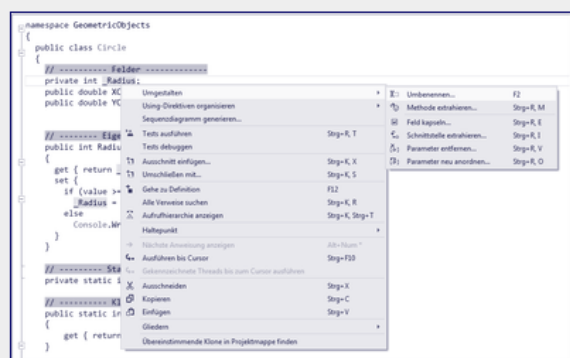 namespace GeometricObjects
{
public class Circle
{
// ---------- Felder -------------
private int _Radius;
public double XC
public double YC
// -------- Eige
public int Radiu
{
get { return _
set {
if (value >=
_Radius =
else
Console.Wr
}
}
// --------- Sta
private static i
// ---------- Kl
public static in
{
get { return
}
Umgestalten
Using-Direktiven organisieren
Sequenzdiagramm generieren...
Tests ausführen Strg+R, T
Tests debuggen
Ausschnitt einfügen... Strg+K, X
Umschließen mit... Strg+K, S
Gehe zu Definition F12
Alle Verweise suchen Strg+K, R
Aufrufhierarchie anzeigen Strg+K, Strg+T
Haltepunkt
Nächste Anweisung anzeigen Alt+Num *
Ausführen bis Cursor Strg+F10
Gekennzeichnete Threads bis zum Cursor ausführen
Ausschneiden Strg+X
Kopieren Strg+C
Einfügen Strg+V
Gliedern
Übereinstimmende Klone in Projektmappe finden
Umbenennen... F2
Methode extrahieren... Strg+R, M
Feld kapseln... Strg+R, E
Schnittstelle extrahieren... Strg+R, I
Parameter entfernen... Strg+R, V
Parameter neu anordnen... Strg+R, O